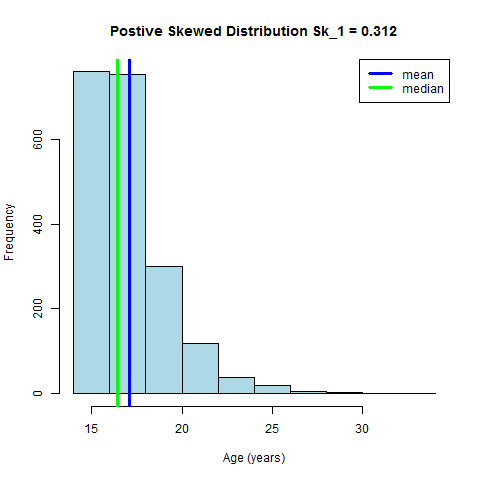 Postive Skewed Distribution Sk_1 = 0.312
mean
median
Frequency
600
400
200
0
15 20 25 30
Age (years)